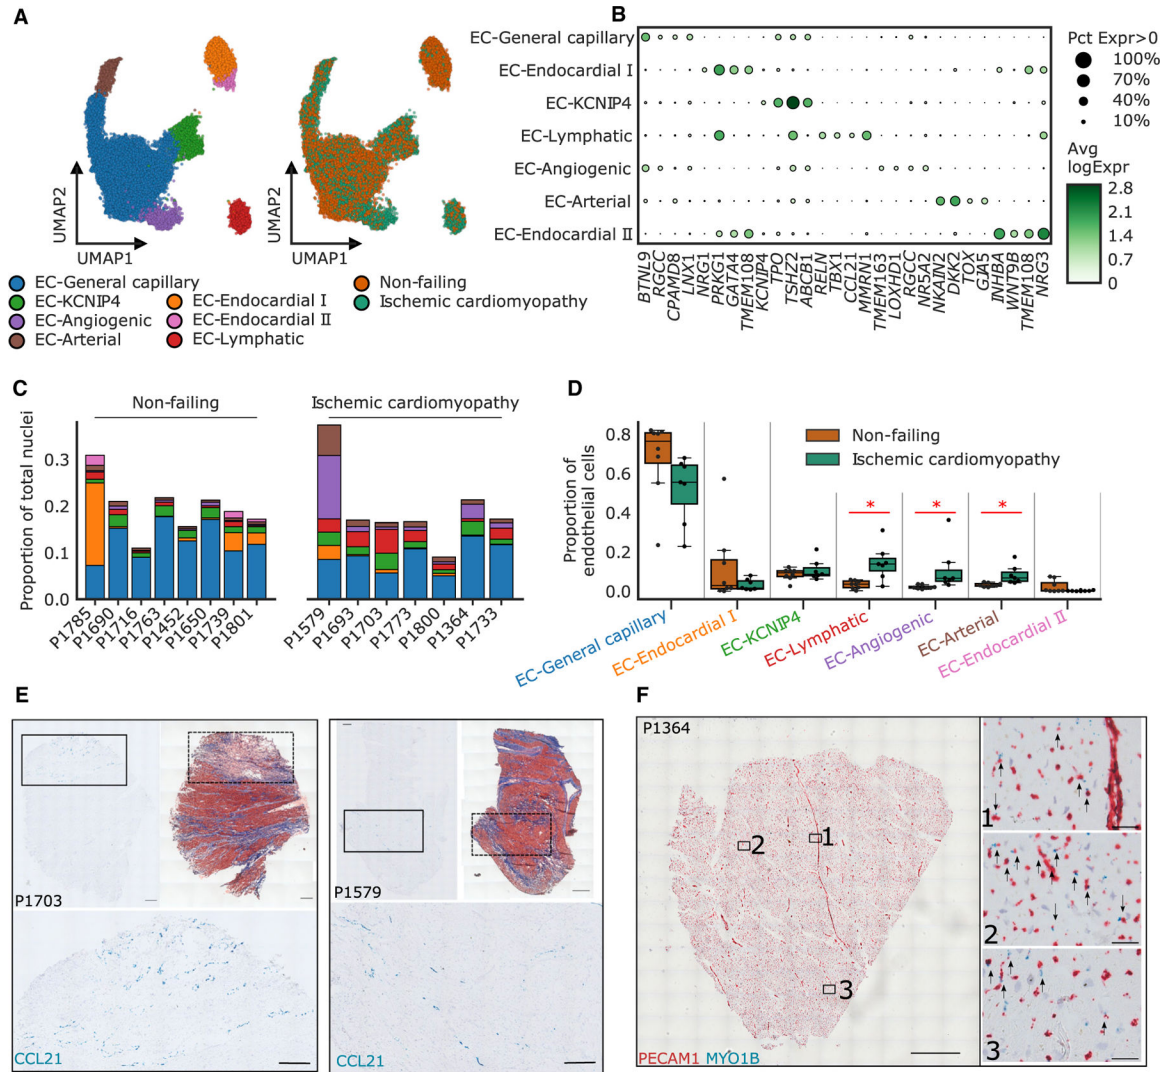 A
UMAP2
UMAP1
UMAP2
UMAP1
EC-General capillary
EC-KCNIP4
EC-Angiogenic
EC-Arterial
EC-Endocardial I
EC-Endocardial II
EC-Lymphatic
Non-failing
Ischemic cardiomyopathy
B
EC-General capillary
EC-Endocardial I
EC-KCNIP4
EC-Lymphatic
EC-Angiogenic
EC-Arterial
EC-Endocardial II
BTNL9
RGCC
CPAMD8
LNX1
NRG1
PRKG1
GATA4
TMEM108
KCNIP4
TPO
TSHZ2
ABCB1
RELN
TBX1
CCL21
MMRN1
TMEM163
LOXHD1
RGCC
NR5A2
NKAIN2
DKK2
TOX
GJA5
INHBA
WNT9B
TMEM108
NRG3
Pct Expr>0
100%
70%
40%
10%
Avg
logExpr
2.8
2.1
1.4
0.7
0
C
Non-failing
Ischemic cardiomyopathy
Proportion of total nuclei
0.3
0.2
0.1
0.0
P1785
P1690
P1716
P1763
P1452
P1650
P1739
P1801
P1579
P1693
P1703
P1773
P1800
P1364
P1733
D
Proportion of
endothelial cells
0.8
0.6
0.4
0.2
0.0
Non-failing
Ischemic cardiomyopathy
*
*
*
EC-General capillary
EC-Endocardial I
EC-KCNIP4
EC-Lymphatic
EC-Angiogenic
EC-Arterial
EC-Endocardial II
E
P1703
CCL21
P1579
CCL21
F
P1364
1
2
3
PECAM1 MYO1B
1
2
3